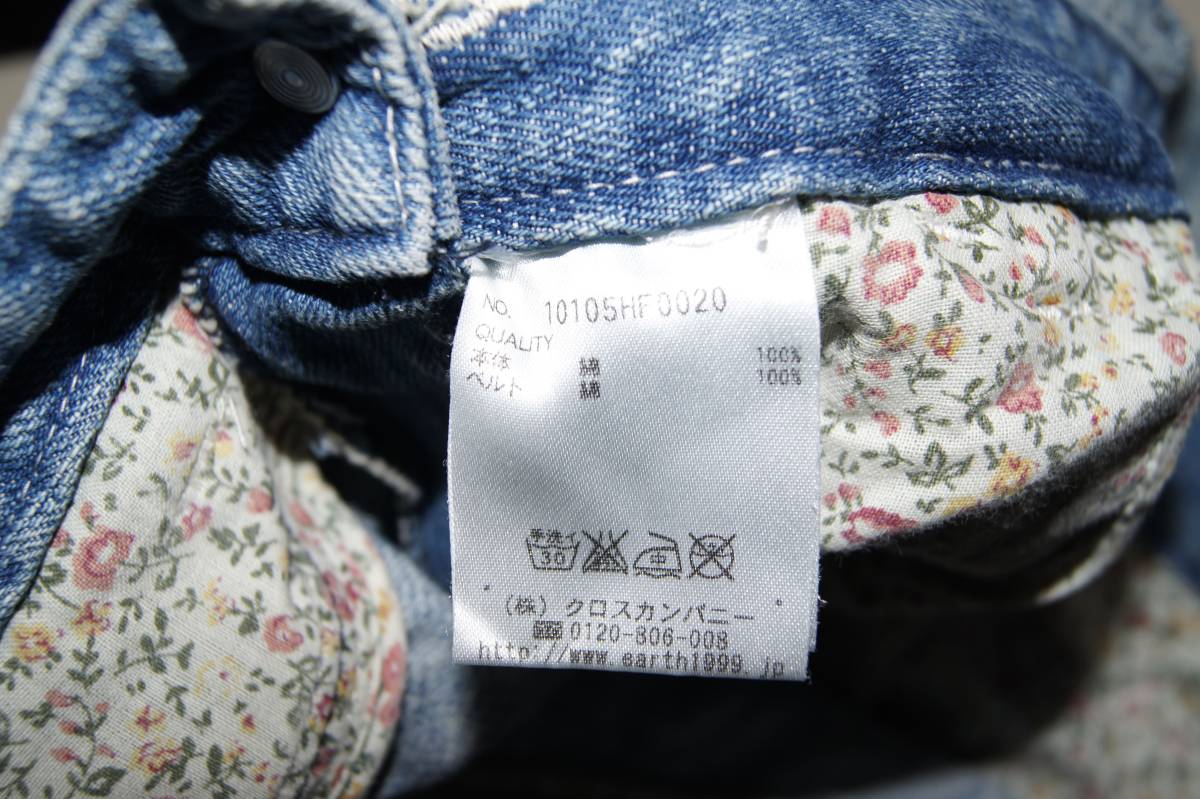 No. 10105HF0020
QUALITY
本体 綿 100%
ベルト 綿 100%
手洗イ
30
(株) クロスカンパニー
0120-806-008
http://www.earth1999.jp